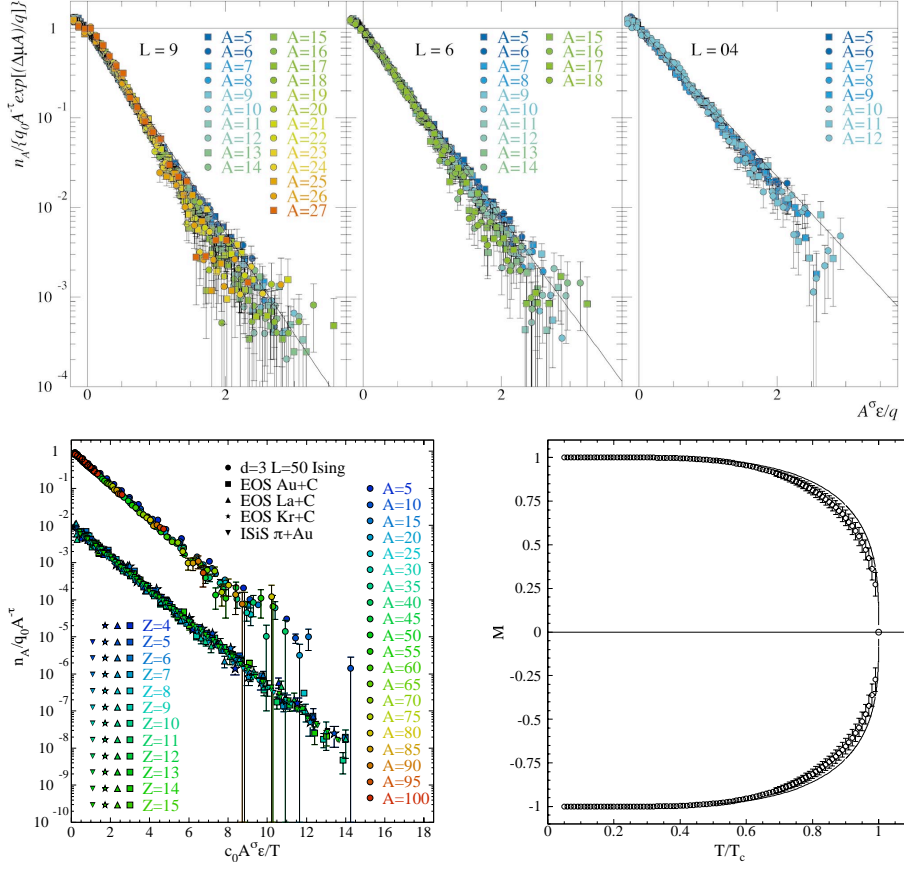 n_A/{q_0A^-τ exp[(ΔμA)/q]}
1
10^-1
10^-2
10^-3
10^-4
L = 9
A=5
A=6
A=7
A=8
A=9
A=10
A=11
A=12
A=13
A=14
A=15
A=16
A=17
A=18
A=19
A=20
A=21
A=22
A=23
A=24
A=25
A=26
A=27
0
2
L = 6
A=5
A=6
A=7
A=8
A=9
A=10
A=11
A=12
A=13
A=14
A=15
A=16
A=17
A=18
0
2
L = 04
A=5
A=6
A=7
A=8
A=9
A=10
A=11
A=12
0
2
A^σε/q
n_A/q_0A^-τ
1
10^-1
10^-2
10^-3
10^-4
10^-5
10^-6
10^-7
10^-8
10^-9
10^-10
d=3 L=50 Ising
EOS Au+C
EOS La+C
EOS Kr+C
ISiS π+Au
A=5
A=10
A=15
A=20
A=25
A=30
A=35
A=40
A=45
A=50
A=55
A=60
A=65
A=70
A=75
A=80
A=85
A=90
A=95
A=100
Z=4
Z=5
Z=6
Z=7
Z=8
Z=9
Z=10
Z=11
Z=12
Z=13
Z=14
Z=15
0 2 4 6 8 10 12 14 16 18
c_0A^σε/T
M
1
0.75
0.5
0.25
0
-0.25
-0.5
-0.75
-1
0 0.2 0.4 0.6 0.8 1
T/T_c